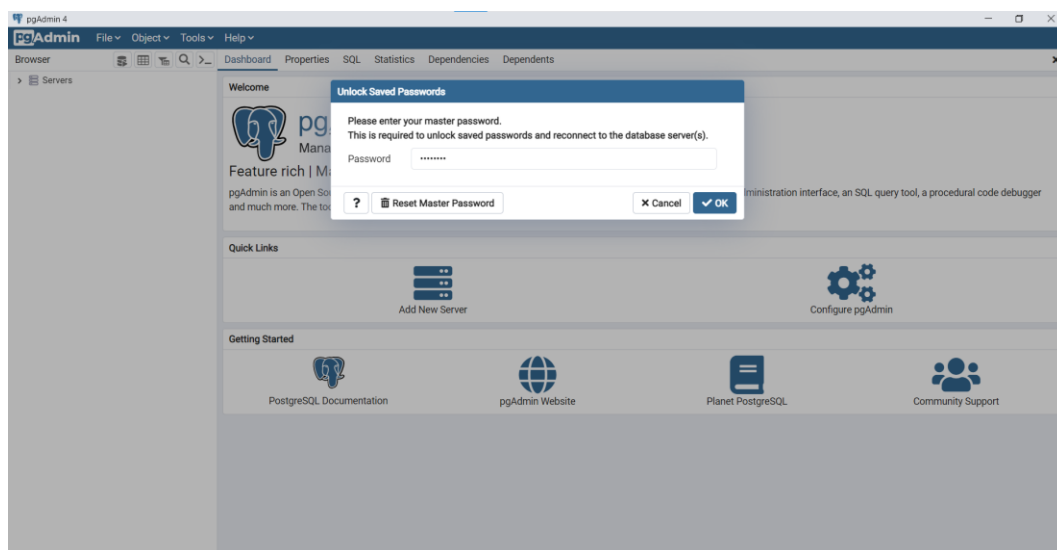 pgAdmin 4
pgAdmin File Object Tools Help
Browser
Dashboard Properties SQL Statistics Dependencies Dependents
Servers
Welcome
Unlock Saved Passwords
Please enter your master password.
This is required to unlock saved passwords and reconnect to the database server(s).
Password ········
? Reset Master Password Cancel OK
pg
Mana
Feature rich | M
pgAdmin is an Open So
ministration interface, an SQL query tool, a procedural code debugger
and much more. The to
Quick Links
Add New Server
Configure pgAdmin
Getting Started
PostgreSQL Documentation
pgAdmin Website
Planet PostgreSQL
Community Support